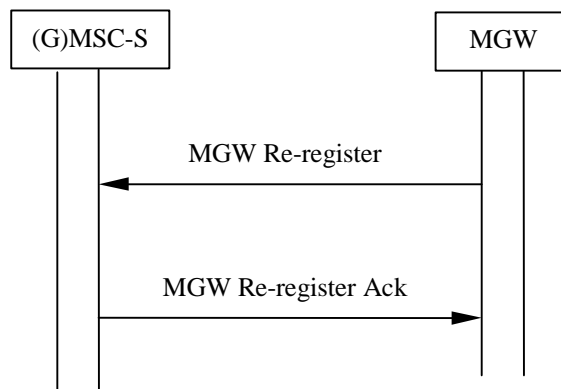 (G)MSC-S
MGW
MGW Re-register
MGW Re-register Ack